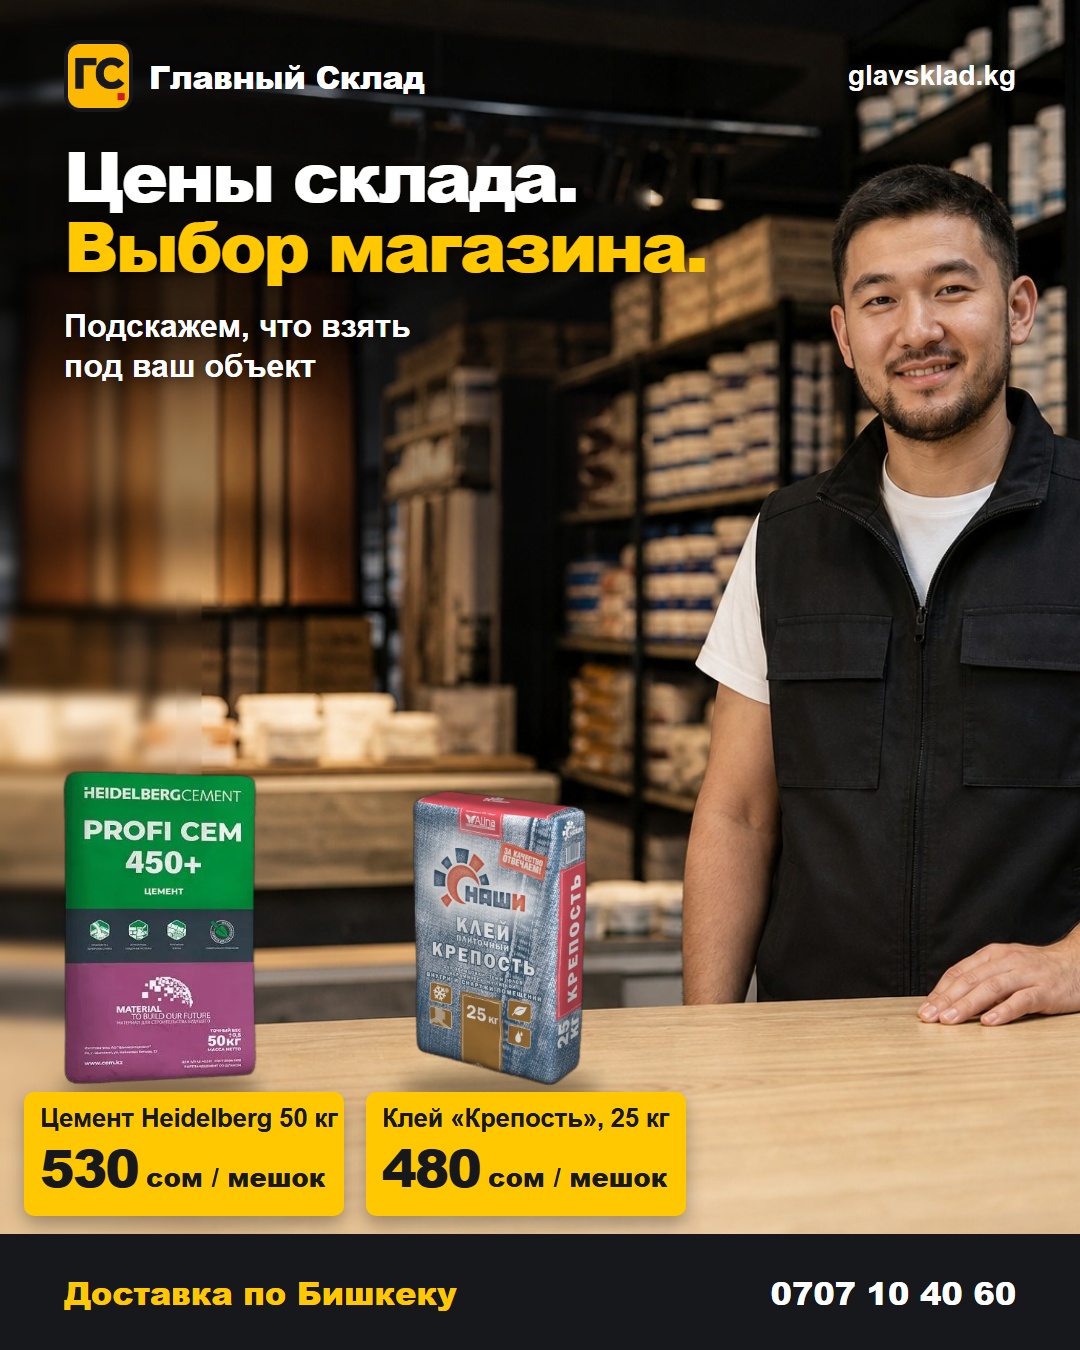 ГС
Главный Склад
glavsklad.kg
Цены склада.
Выбор магазина.
Подскажем, что взять
под ваш объект
HEIDELBERGCEMENT
PROFI CEM
450+
ЦЕМЕНТ
MATERIAL
TO BUILD OUR FUTURE
50кг
МАССА НЕТТО
www.cem.kz
Alina
ЗА КАЧЕСТВО
ОТВЕЧАЕМ!
НАШИ
КЛЕЙ
ПЛИТОЧНЫЙ
КРЕПОСТЬ
25 кг
КРЕПОСТЬ
Цемент Heidelberg 50 кг
530 сом / мешок
Клей «Крепость», 25 кг
480 сом / мешок
Доставка по Бишкеку
0707 10 40 60